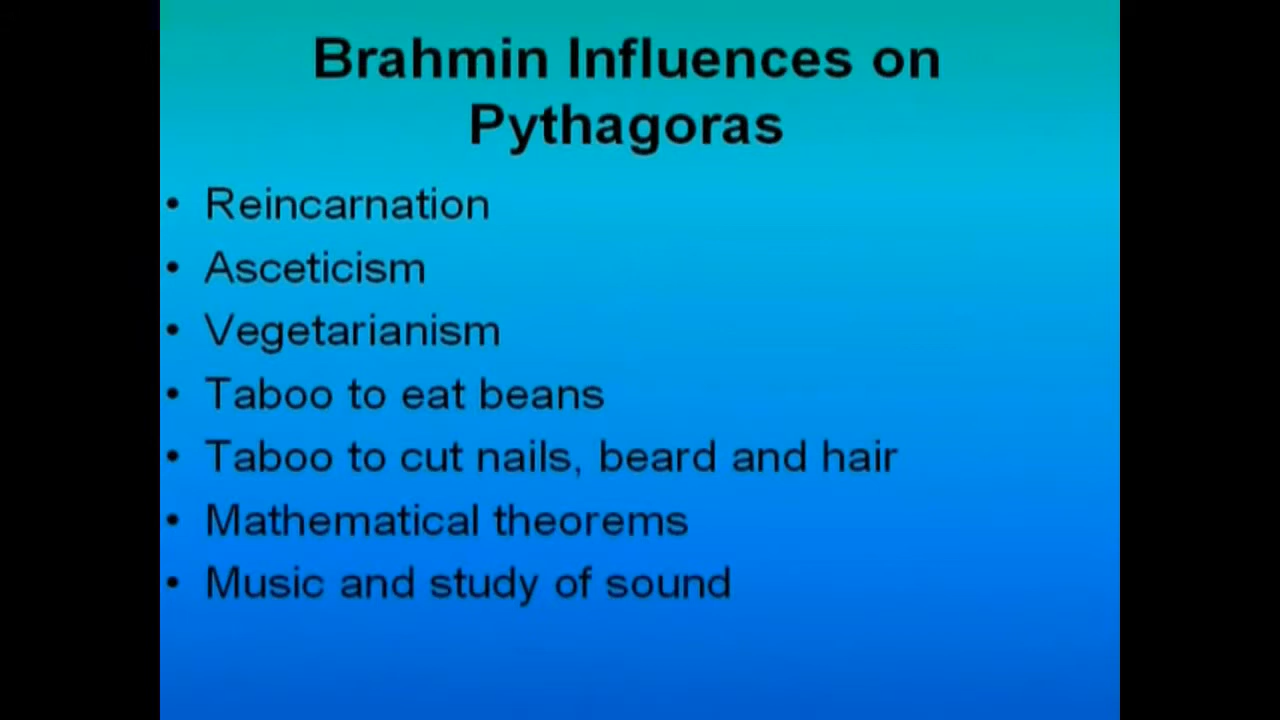 Brahmin Influences on
Pythagoras
• Reincarnation
• Asceticism
• Vegetarianism
• Taboo to eat beans
• Taboo to cut nails, beard and hair
• Mathematical theorems
• Music and study of sound